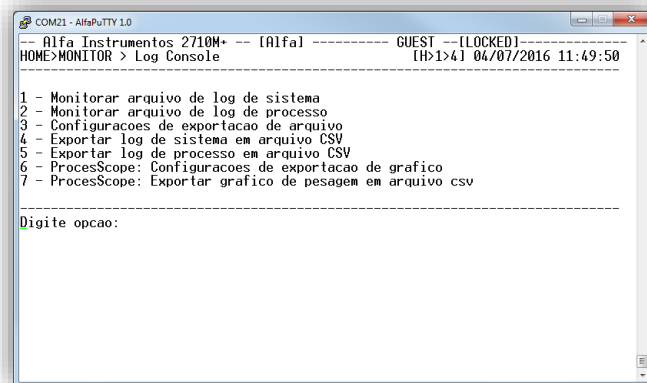 COM21 - AlfaPuTTY 1.0
-- Alfa Instrumentos 2710M+ -- [Alfa] ---------- GUEST --[LOCKED]--------------
HOME>MONITOR > Log Console [H>1>4] 04/07/2016 11:49:50
--------------------------------------------------------------------------------
1 - Monitorar arquivo de log de sistema
2 - Monitorar arquivo de log de processo
3 - Configuracoes de exportacao de arquivo
4 - Exportar log de sistema em arquivo CSV
5 - Exportar log de processo em arquivo CSV
6 - ProcesScope: Configuracoes de exportacao de grafico
7 - ProcesScope: Exportar grafico de pesagem em arquivo csv
--------------------------------------------------------------------------------
Digite opcao: